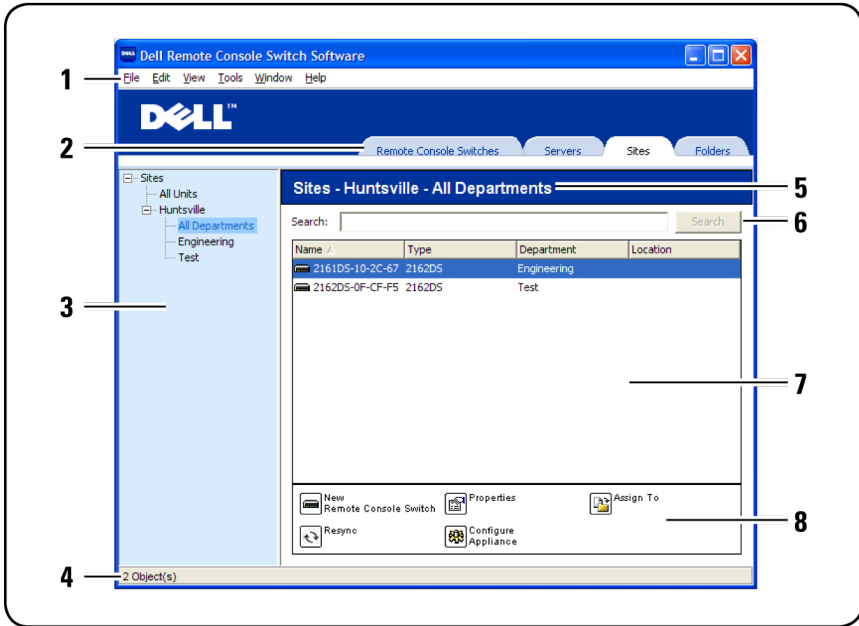 DELL Dell Remote Console Switch Software
1 File Edit View Tools Window Help
DELL™
2 Remote Console Switches Servers Sites Folders
Sites
All Units
Huntsville
All Departments
Engineering
Test
3
Sites - Huntsville - All Departments 5
Search: Search 6
Name Type Department Location
2161DS-10-2C-67 2162DS Engineering
2162DS-0F-CF-F5 2162DS Test
7
New Remote Console Switch
Properties
Assign To
Resync
Configure Appliance
8
4 2 Object(s)